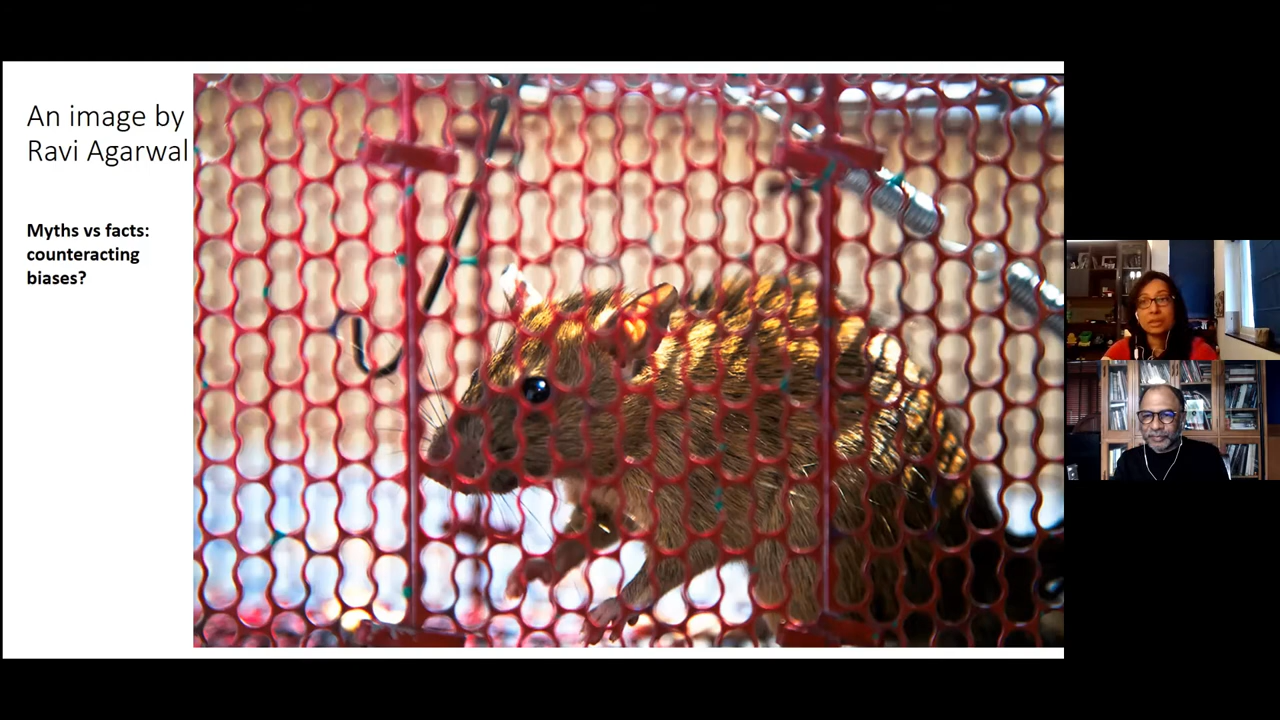 An image by
Ravi Agarwal
Myths vs facts:
counteracting
biases?